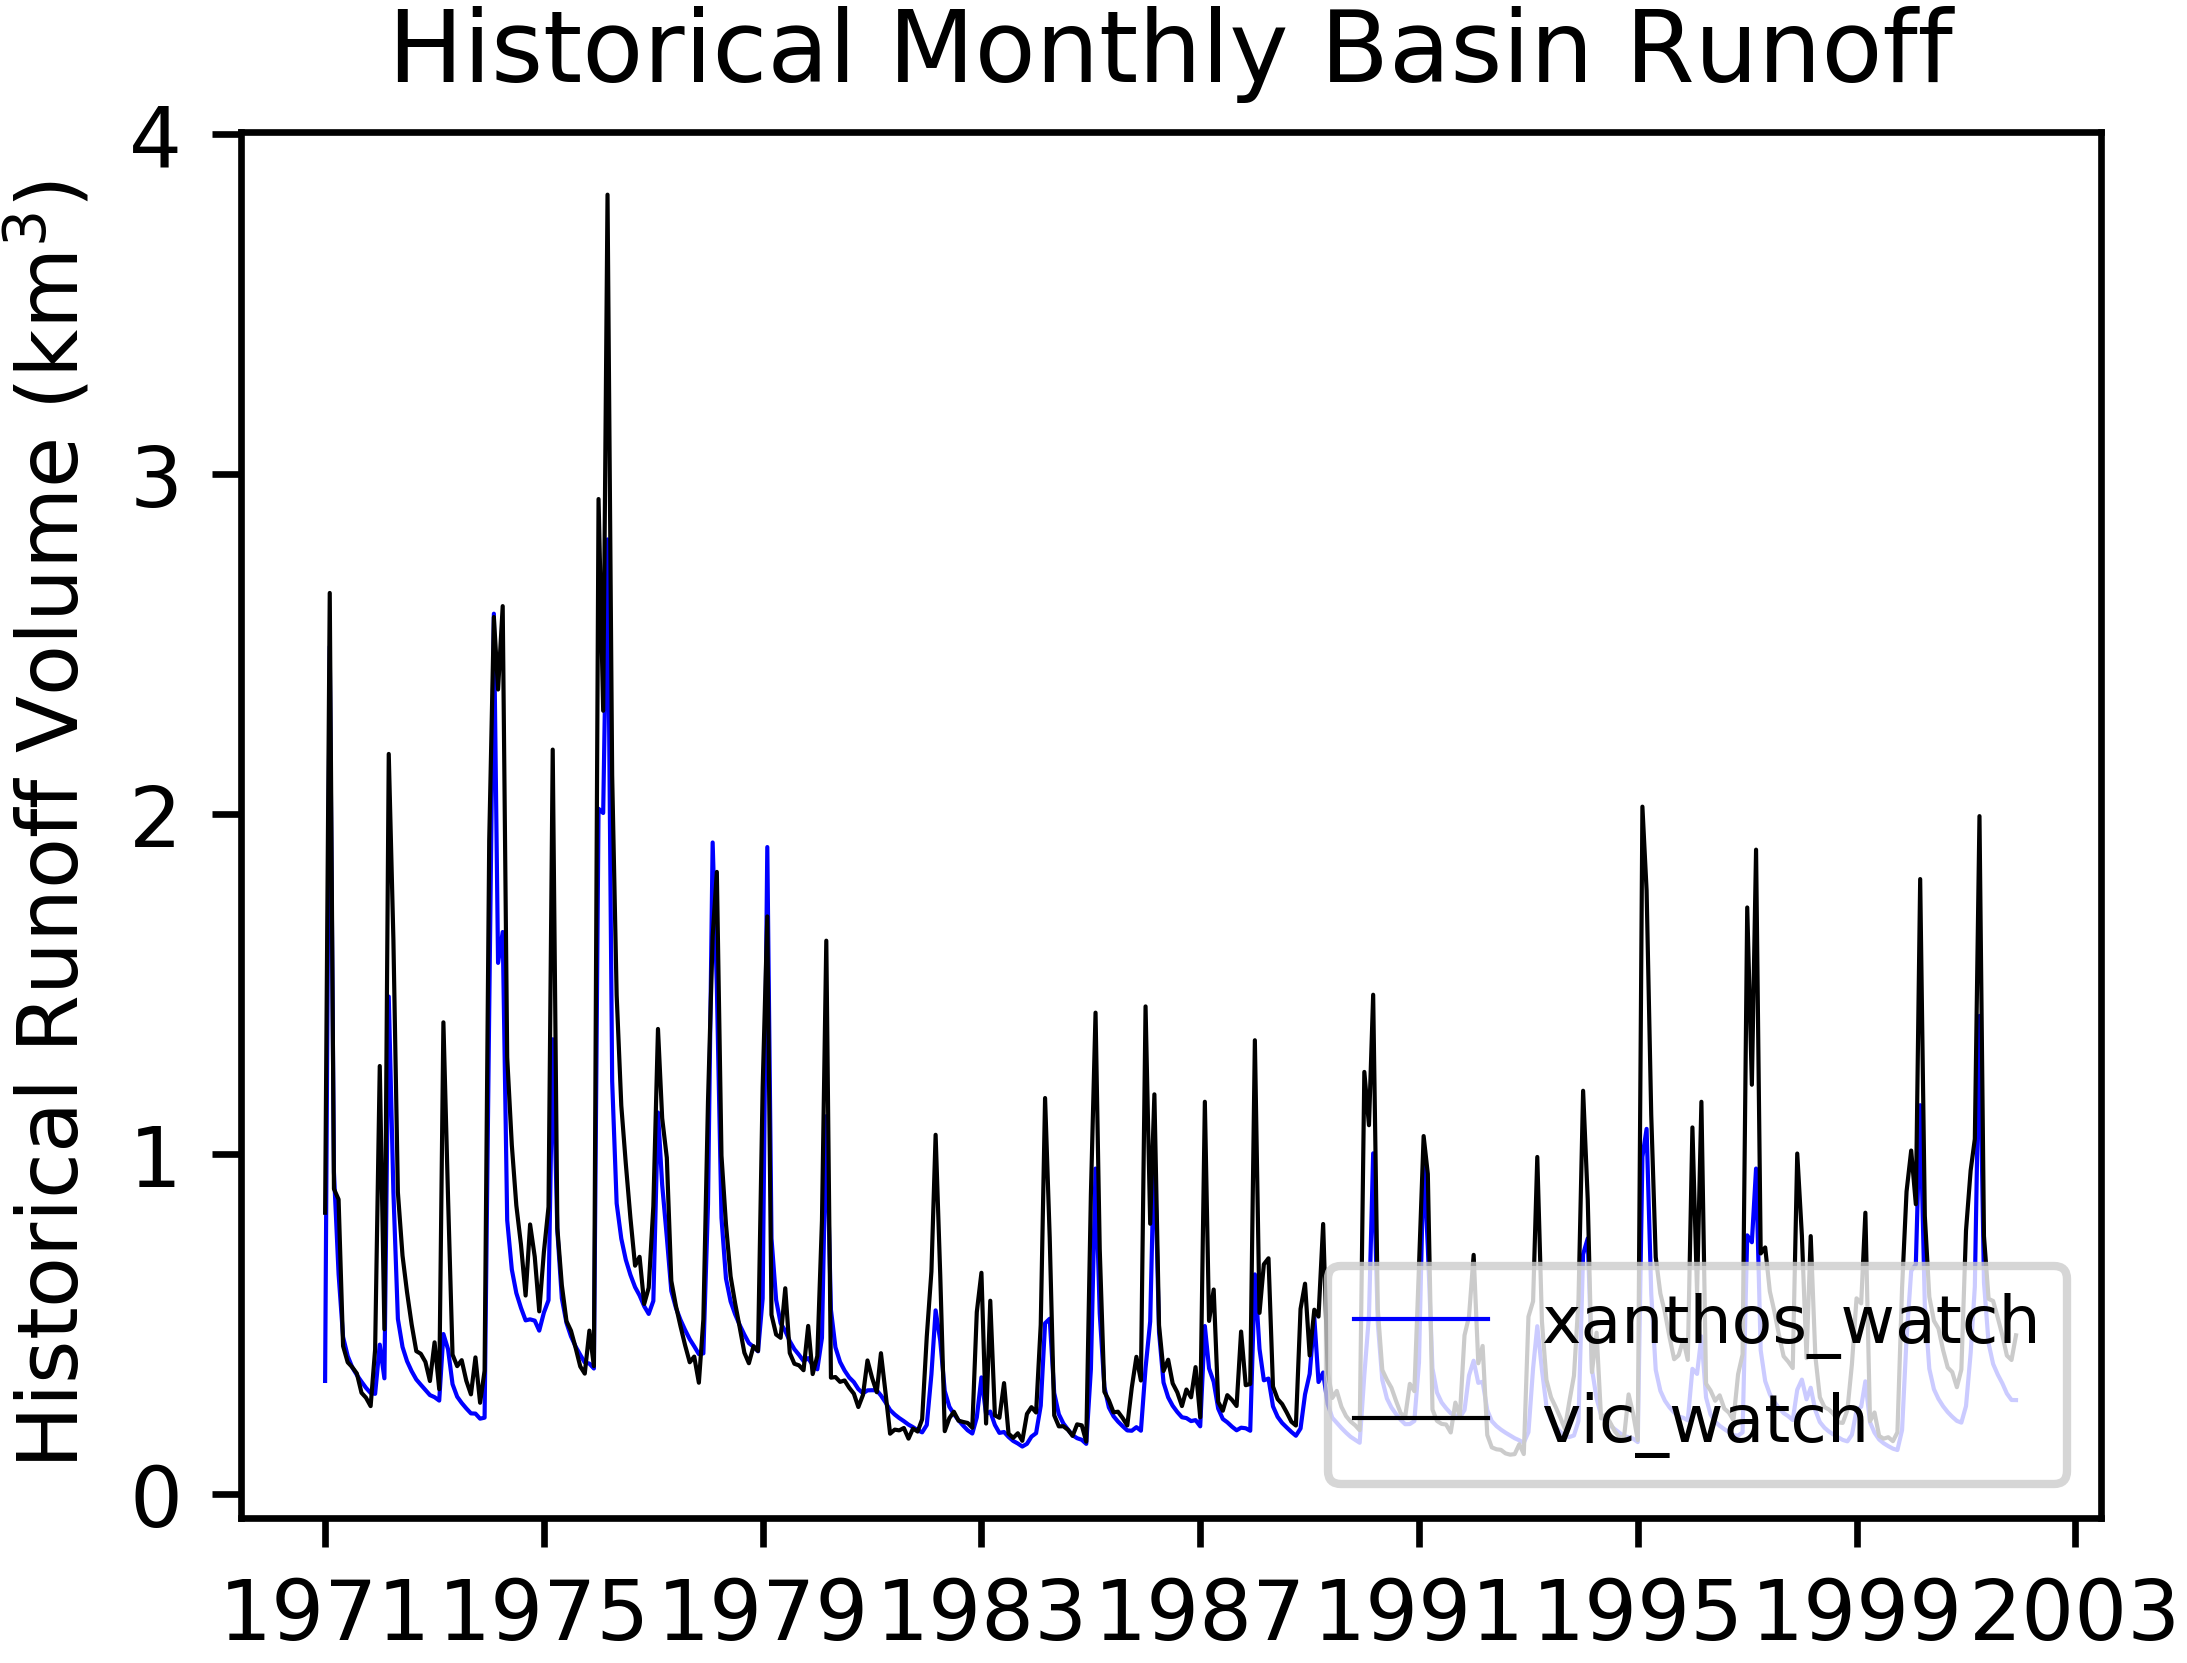 Historical Monthly Basin Runoff
Historical Runoff Volume (km³)
4
3
2
1
0
xanthos_watch
vic_watch
1971 1975 1979 1983 1987 1991 1995 1999 2003